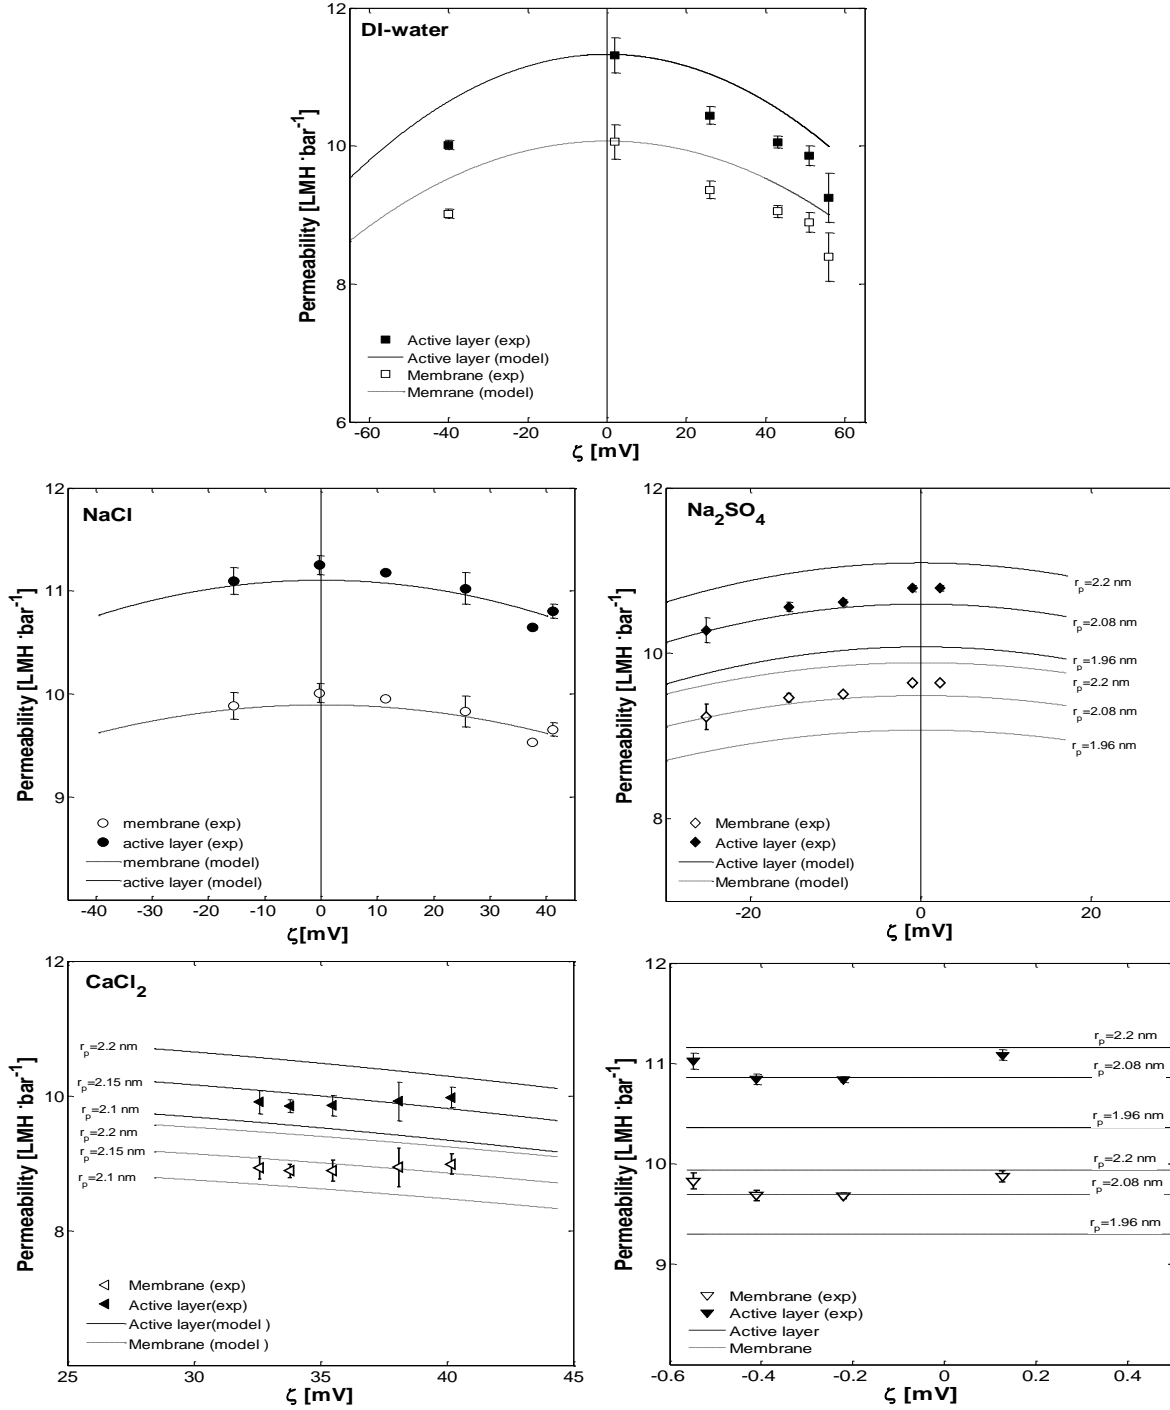 DI-water
Permeability [LMH ·bar⁻¹]
12
10
8
6
Active layer (exp)
Active layer (model)
Membrane (exp)
Memrane (model)
-60 -40 -20 0 20 40 60
ζ [mV]
NaCl
Permeability [LMH ·bar⁻¹]
12
11
10
9
membrane (exp)
active layer (exp)
membrane (model)
active layer (model)
-40 -30 -20 -10 0 10 20 30 40
ζ[mV]
Na₂SO₄
Permeability [LMH ·bar⁻¹]
12
10
8
rₚ=2.2 nm
rₚ=2.08 nm
rₚ=1.96 nm
rₚ=2.2 nm
rₚ=2.08 nm
rₚ=1.96 nm
Membrane (exp)
Active layer (exp)
Active layer (model)
Membrane (model)
-20 0 20
ζ [mV]
CaCl₂
Permeability [LMH ·bar⁻¹]
12
10
8
rₚ=2.2 nm
rₚ=2.15 nm
rₚ=2.1 nm
rₚ=2.2 nm
rₚ=2.15 nm
rₚ=2.1 nm
Membrane (exp)
Active layer(exp)
Active layer(model )
Membrane (model )
25 30 35 40 45
ζ [mV]
Permeability [LMH ·bar⁻¹]
12
11
10
9
rₚ=2.2 nm
rₚ=2.08 nm
rₚ=1.96 nm
rₚ=2.2 nm
rₚ=2.08 nm
rₚ=1.96 nm
Membrane (exp)
Active layer (exp)
Active layer
Membrane
-0.6 -0.4 -0.2 0 0.2 0.4
ζ [mV]